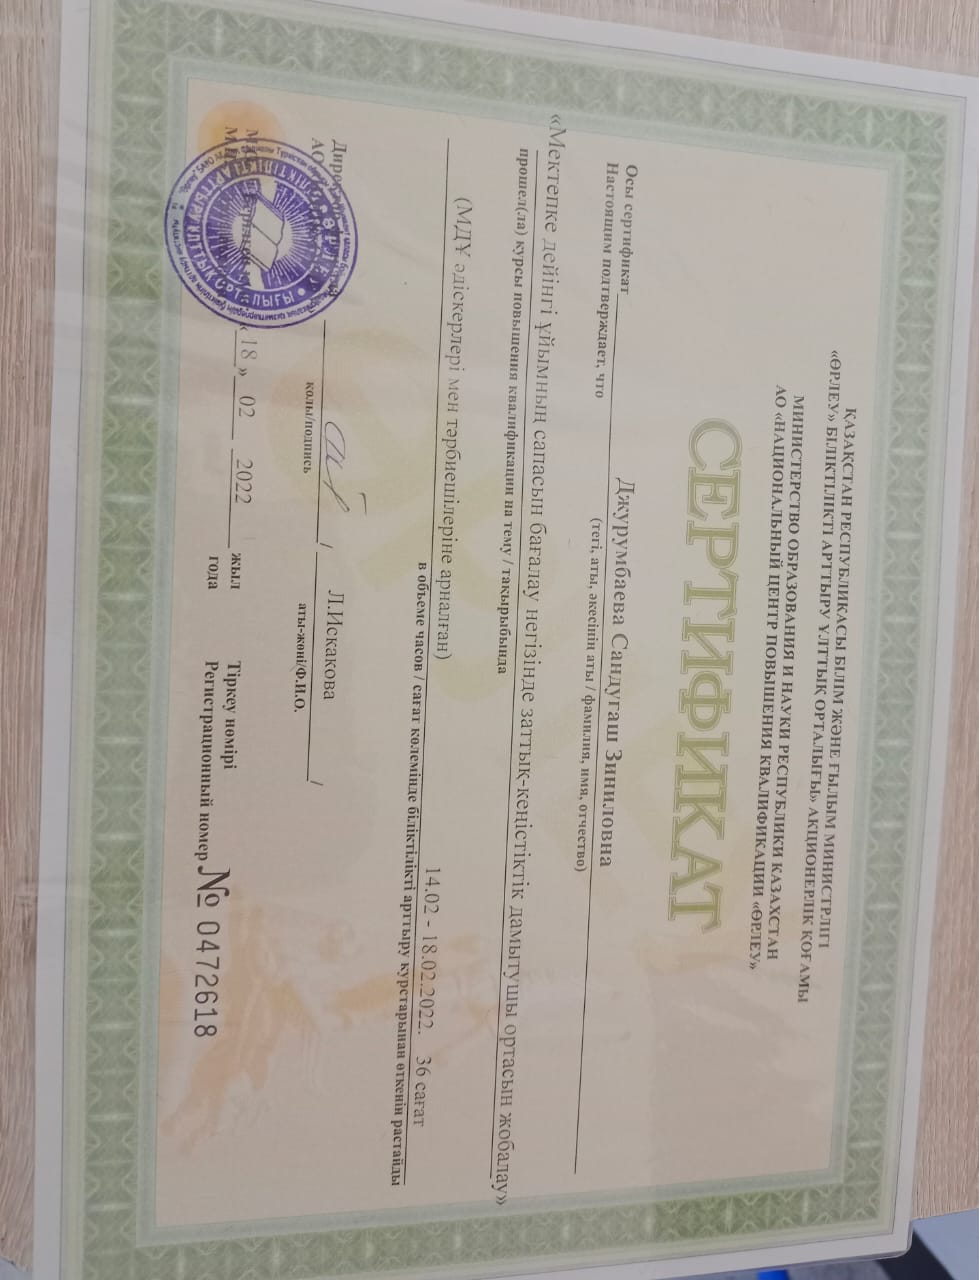 ҚАЗАҚСТАН РЕСПУБЛИКАСЫ БІЛІМ ЖӘНЕ ҒЫЛЫМ МИНИСТРЛІГІ
«ӨРЛЕУ» БІЛІКТІЛІКТІ АРТТЫРУ ҰЛТТЫҚ ОРТАЛЫҒЫ» АКЦИОНЕРЛІК ҚОҒАМЫ
МИНИСТЕРСТВО ОБРАЗОВАНИЯ И НАУКИ РЕСПУБЛИКИ КАЗАХСТАН
АО «НАЦИОНАЛЬНЫЙ ЦЕНТР ПОВЫШЕНИЯ КВАЛИФИКАЦИИ «ӨРЛЕУ»
СЕРТИФИКАТ
Осы сертификат
Настоящим подтверждает, что
Джурумбаева Сандугаш Зиниловна
(тегі, аты, әкесінің аты / фамилия, имя, отчество)
«Мектепке дейінгі ұйымның сапасын бағалау негізінде заттық-кеңістіктік дамытушы ортасын жобалау»
прошел(ла) курсы повышения квалификации на тему / тақырыбында
(МДҰ әдіскерлері мен тәрбиешілеріне арналған)
14.02 - 18.02.2022. 36 сағат
в объеме часов / сағат көлемінде біліктілікті арттыру курстарынан өткенін растайды
АО
/ Л.Искакова /
қолы/подпись аты-жөні/Ф.И.О.
«18» 02 2022 жыл
года
Тіркеу нөмірі
Регистрационный номер № 0472618